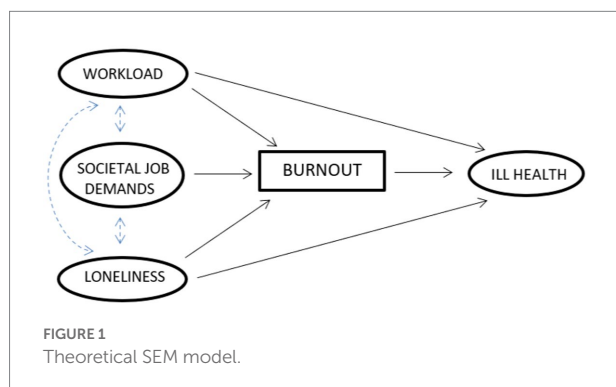 WORKLOAD
SOCIETAL JOB
DEMANDS
BURNOUT
ILL HEALTH
LONELINESS
FIGURE 1
Theoretical SEM model.